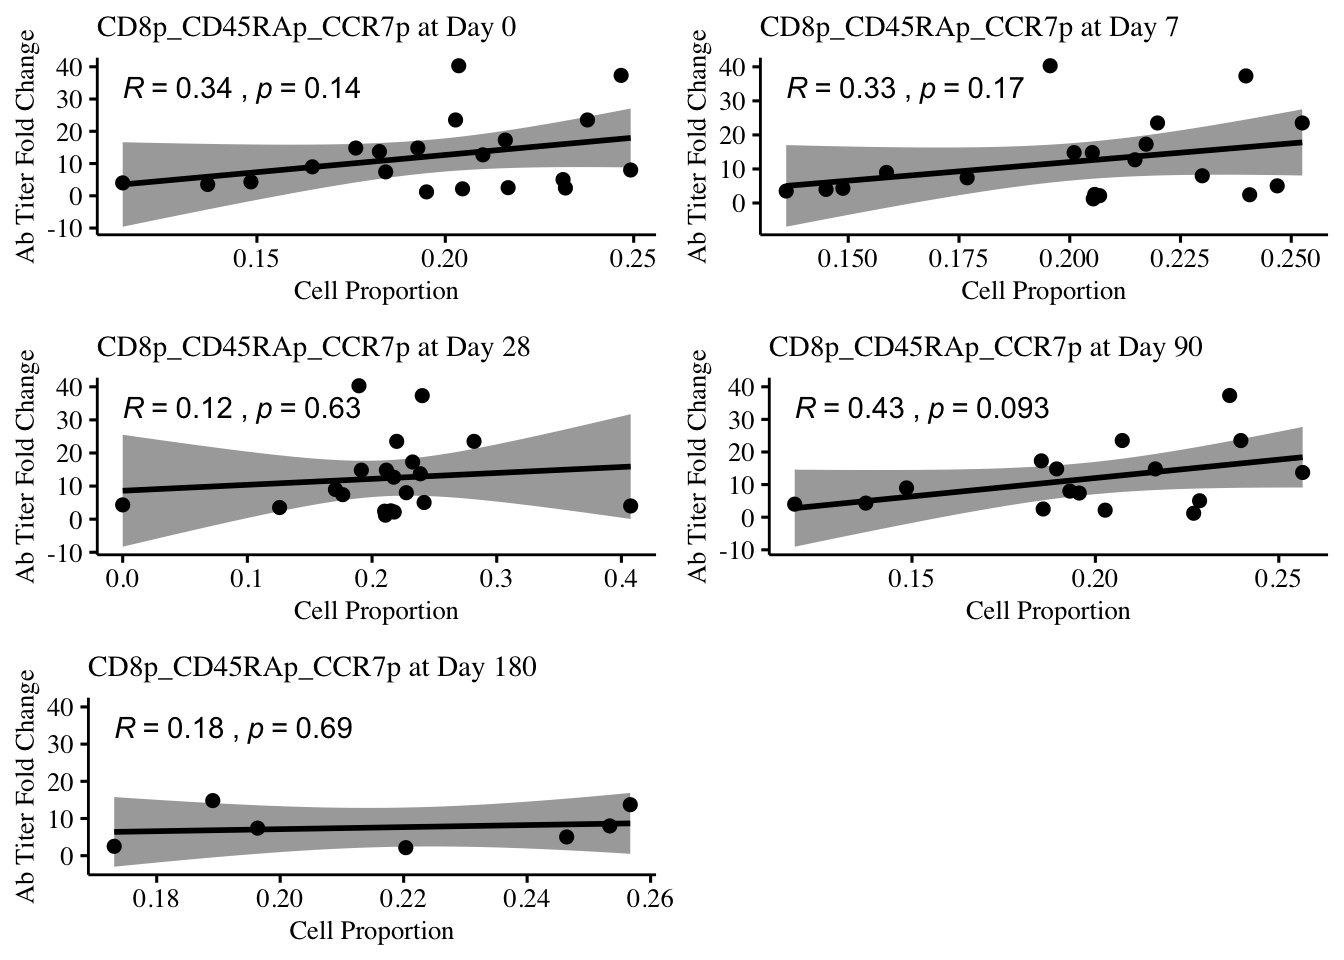 CD8p_CD45RAp_CCR7p at Day 0
Ab Titer Fold Change
40
30
20
10
0
-10
R = 0.34 , p = 0.14
0.15
0.20
0.25
Cell Proportion
CD8p_CD45RAp_CCR7p at Day 7
Ab Titer Fold Change
40
30
20
10
0
R = 0.33 , p = 0.17
0.150
0.175
0.200
0.225
0.250
Cell Proportion
CD8p_CD45RAp_CCR7p at Day 28
Ab Titer Fold Change
40
30
20
10
0
-10
R = 0.12 , p = 0.63
0.0
0.1
0.2
0.3
0.4
Cell Proportion
CD8p_CD45RAp_CCR7p at Day 90
Ab Titer Fold Change
40
30
20
10
0
-10
R = 0.43 , p = 0.093
0.15
0.20
0.25
Cell Proportion
CD8p_CD45RAp_CCR7p at Day 180
Ab Titer Fold Change
40
30
20
10
0
R = 0.18 , p = 0.69
0.18
0.20
0.22
0.24
0.26
Cell Proportion